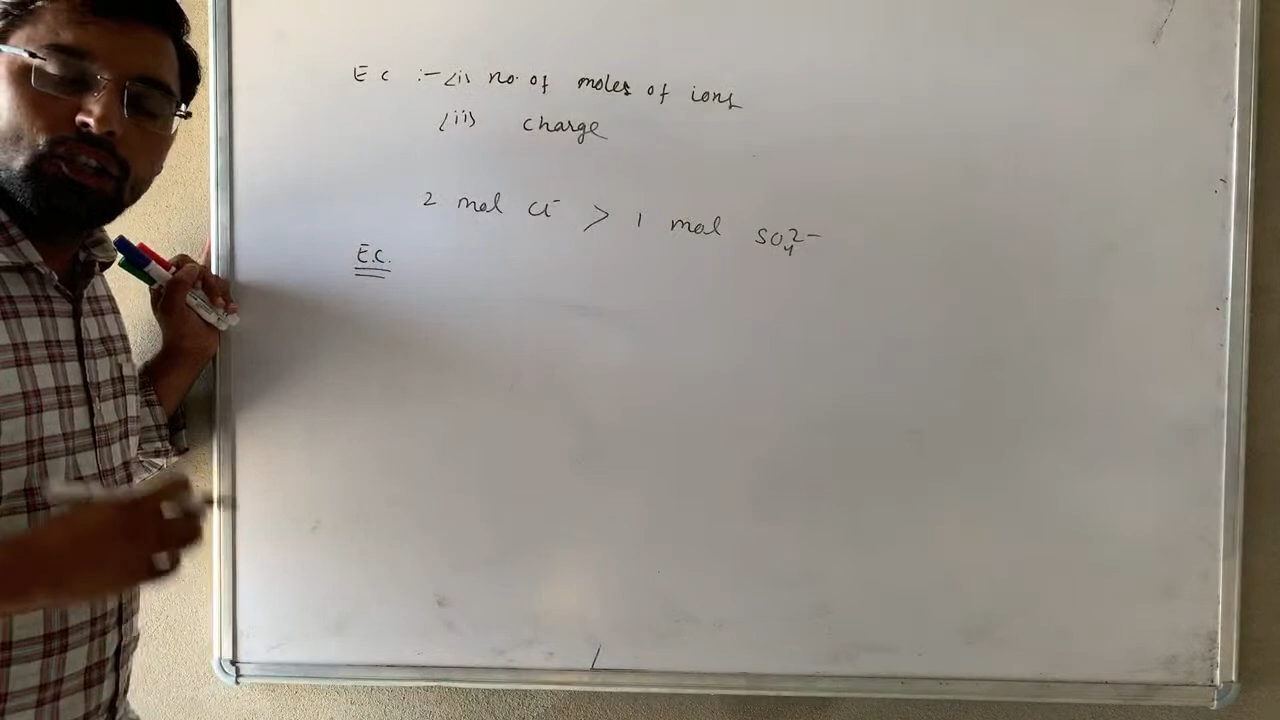 E C :- (i) no. of moles of ions
(ii) charge
2 mol Cl⁻ > 1 mol SO₄²⁻
E.C.